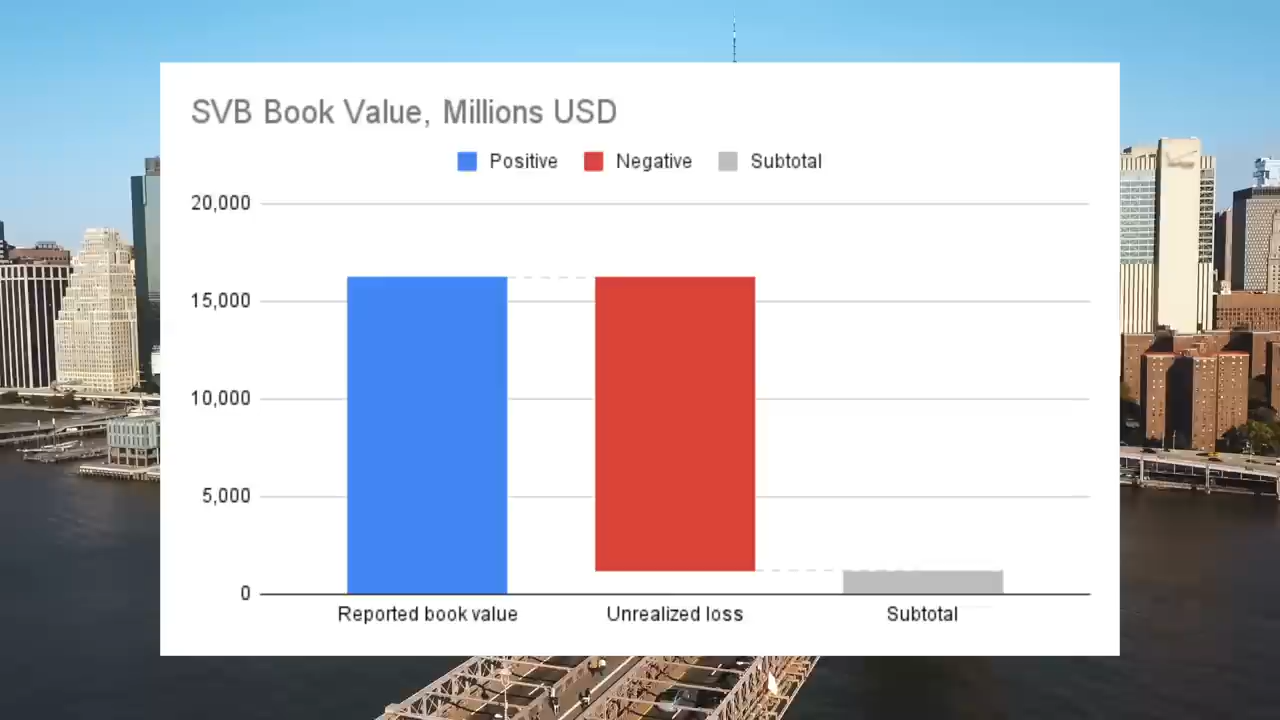 SVB Book Value, Millions USD
Positive Negative Subtotal
20,000
15,000
10,000
5,000
0
Reported book value Unrealized loss Subtotal